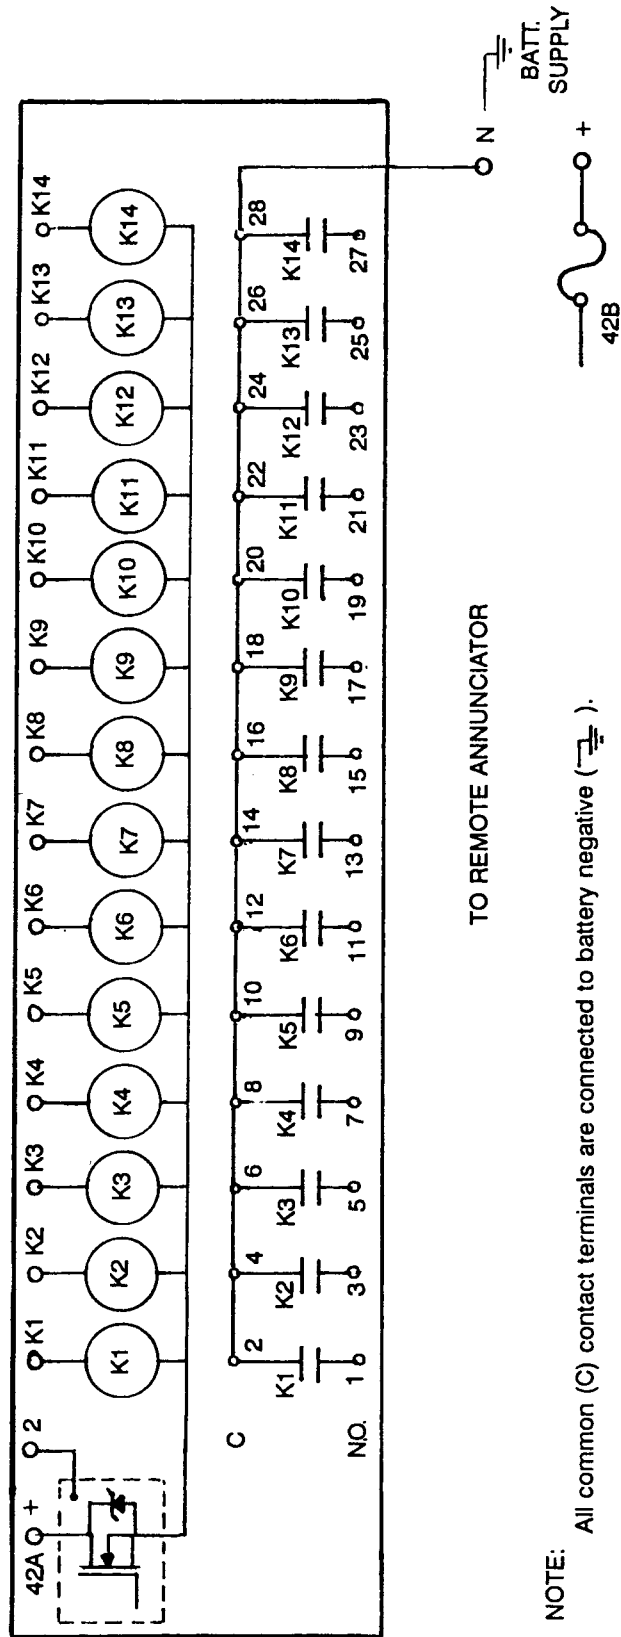 42A +
2
K1 K2 K3 K4 K5 K6 K7 K8 K9 K10 K11 K12 K13 K14
K1 K2 K3 K4 K5 K6 K7 K8 K9 K10 K11 K12 K13 K14
C
2 4 6 8 10 12 14 16 18 20 22 24 26 28
K1 K2 K3 K4 K5 K6 K7 K8 K9 K10 K11 K12 K13 K14
N.O.
1 3 5 7 9 11 13 15 17 19 21 23 25 27
TO REMOTE ANNUNCIATOR
N
BATT.
SUPPLY
+
42B
NOTE:
All common (C) contact terminals are connected to battery negative ( ).